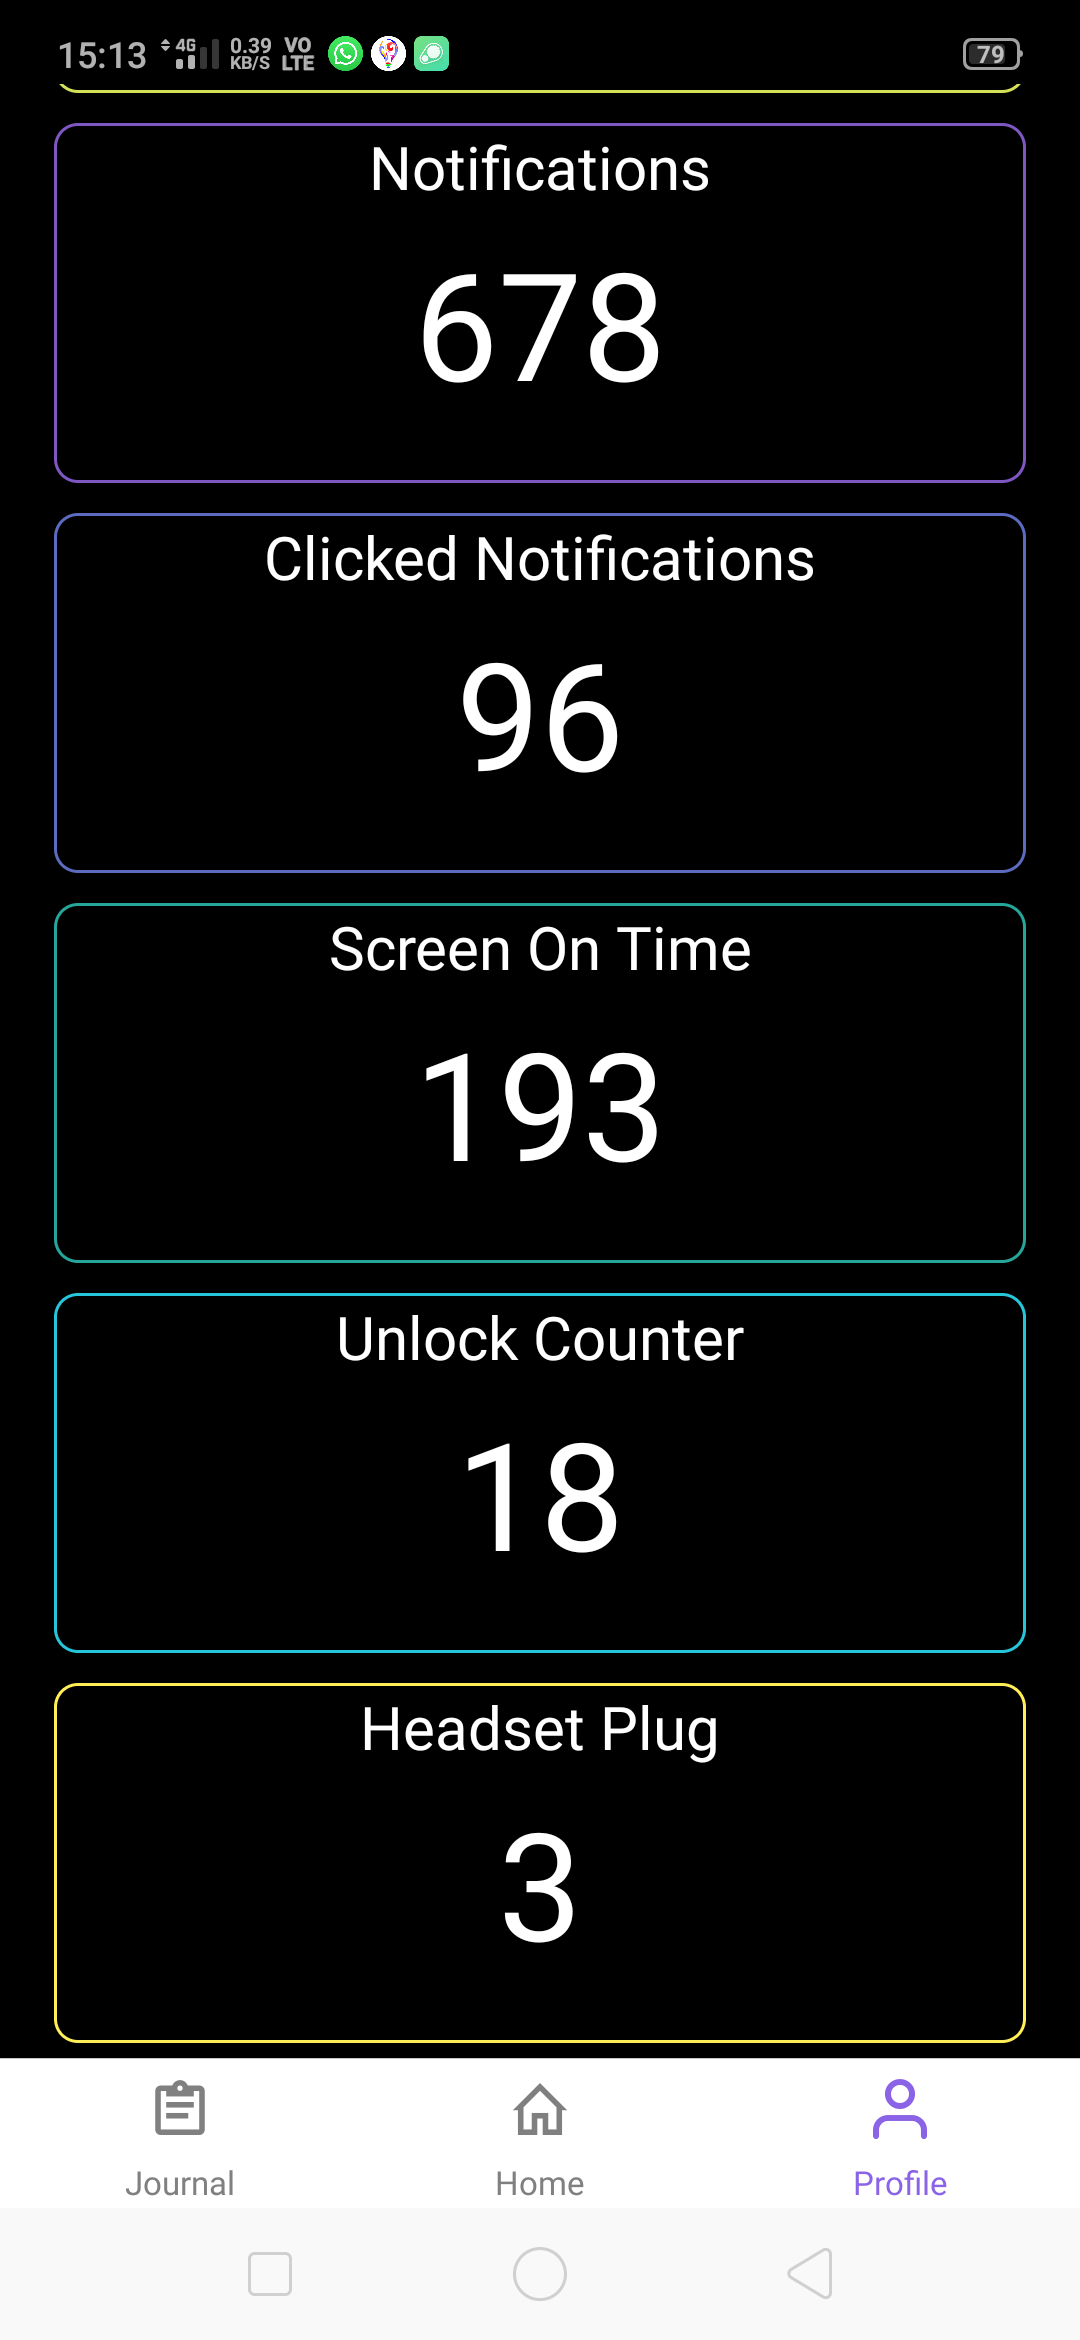 15:13 4G 0.39 KB/S VO LTE 79
Notifications
678
Clicked Notifications
96
Screen On Time
193
Unlock Counter
18
Headset Plug
3
Journal Home Profile